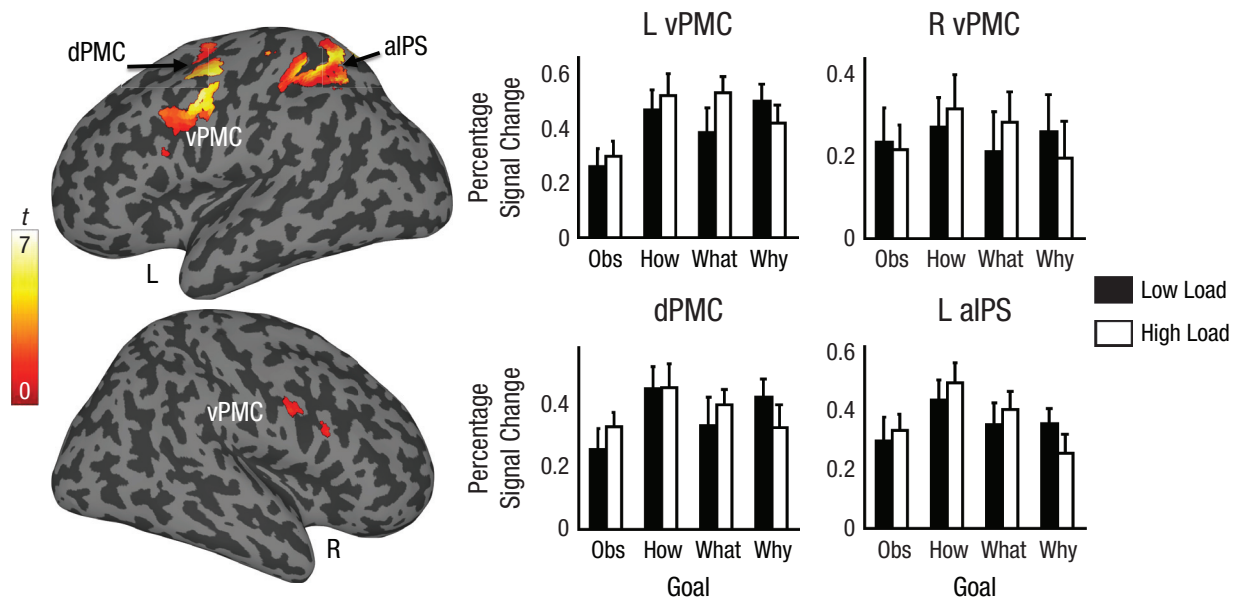 dPMC
aIPS
vPMC
L
t
7
0
vPMC
R
L vPMC
Percentage
Signal Change
0.6
0.4
0.2
0
Obs How What Why
R vPMC
0.4
0.2
0
Obs How What Why
dPMC
Percentage
Signal Change
0.4
0.2
0
Obs How What Why
Goal
L aIPS
0.6
0.4
0.2
0
Obs How What Why
Goal
Low Load
High Load